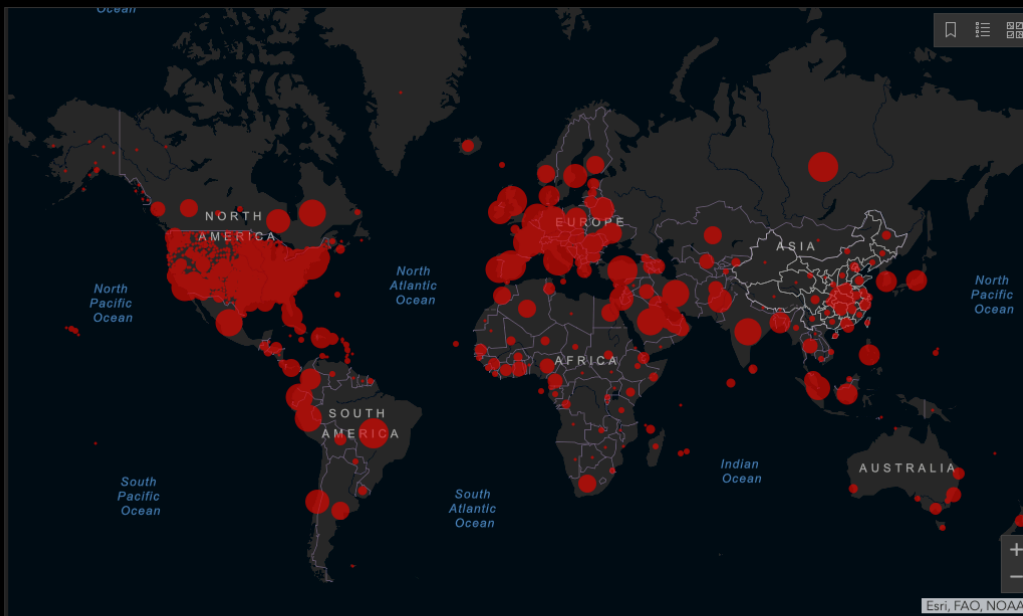 Ocean
NORTH
AMERICA
EUROPE
ASIA
North
Pacific
Ocean
North
Atlantic
Ocean
North
Pacific
Ocean
AFRICA
SOUTH
AMERICA
South
Pacific
Ocean
South
Atlantic
Ocean
Indian
Ocean
AUSTRALIA
+
−
Esri, FAO, NOAA